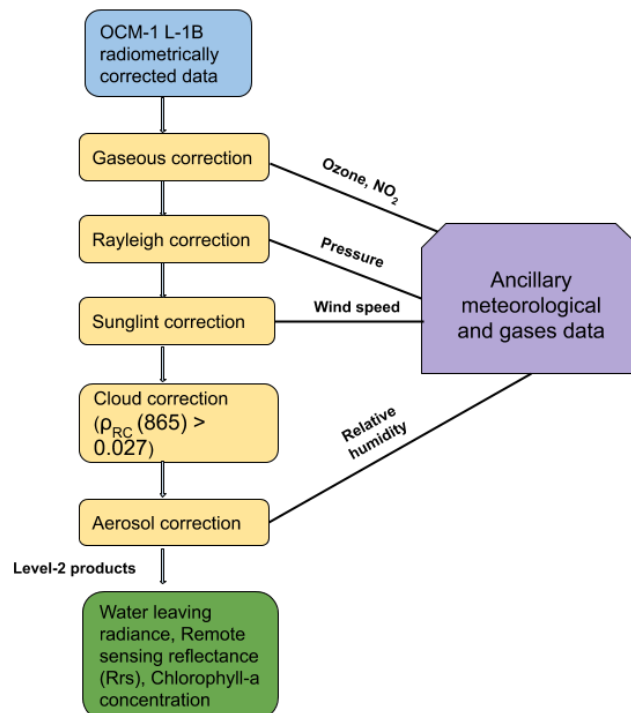 OCM-1 L-1B
radiometrically
corrected data
Gaseous correction
Ozone, NO₂
Rayleigh correction
Pressure
Ancillary
meteorological
and gases data
Sunglint correction
Wind speed
Cloud correction
(ρRC (865) >
0.027)
Relative
humidity
Aerosol correction
Level-2 products
Water leaving
radiance, Remote
sensing reflectance
(Rrs), Chlorophyll-a
concentration